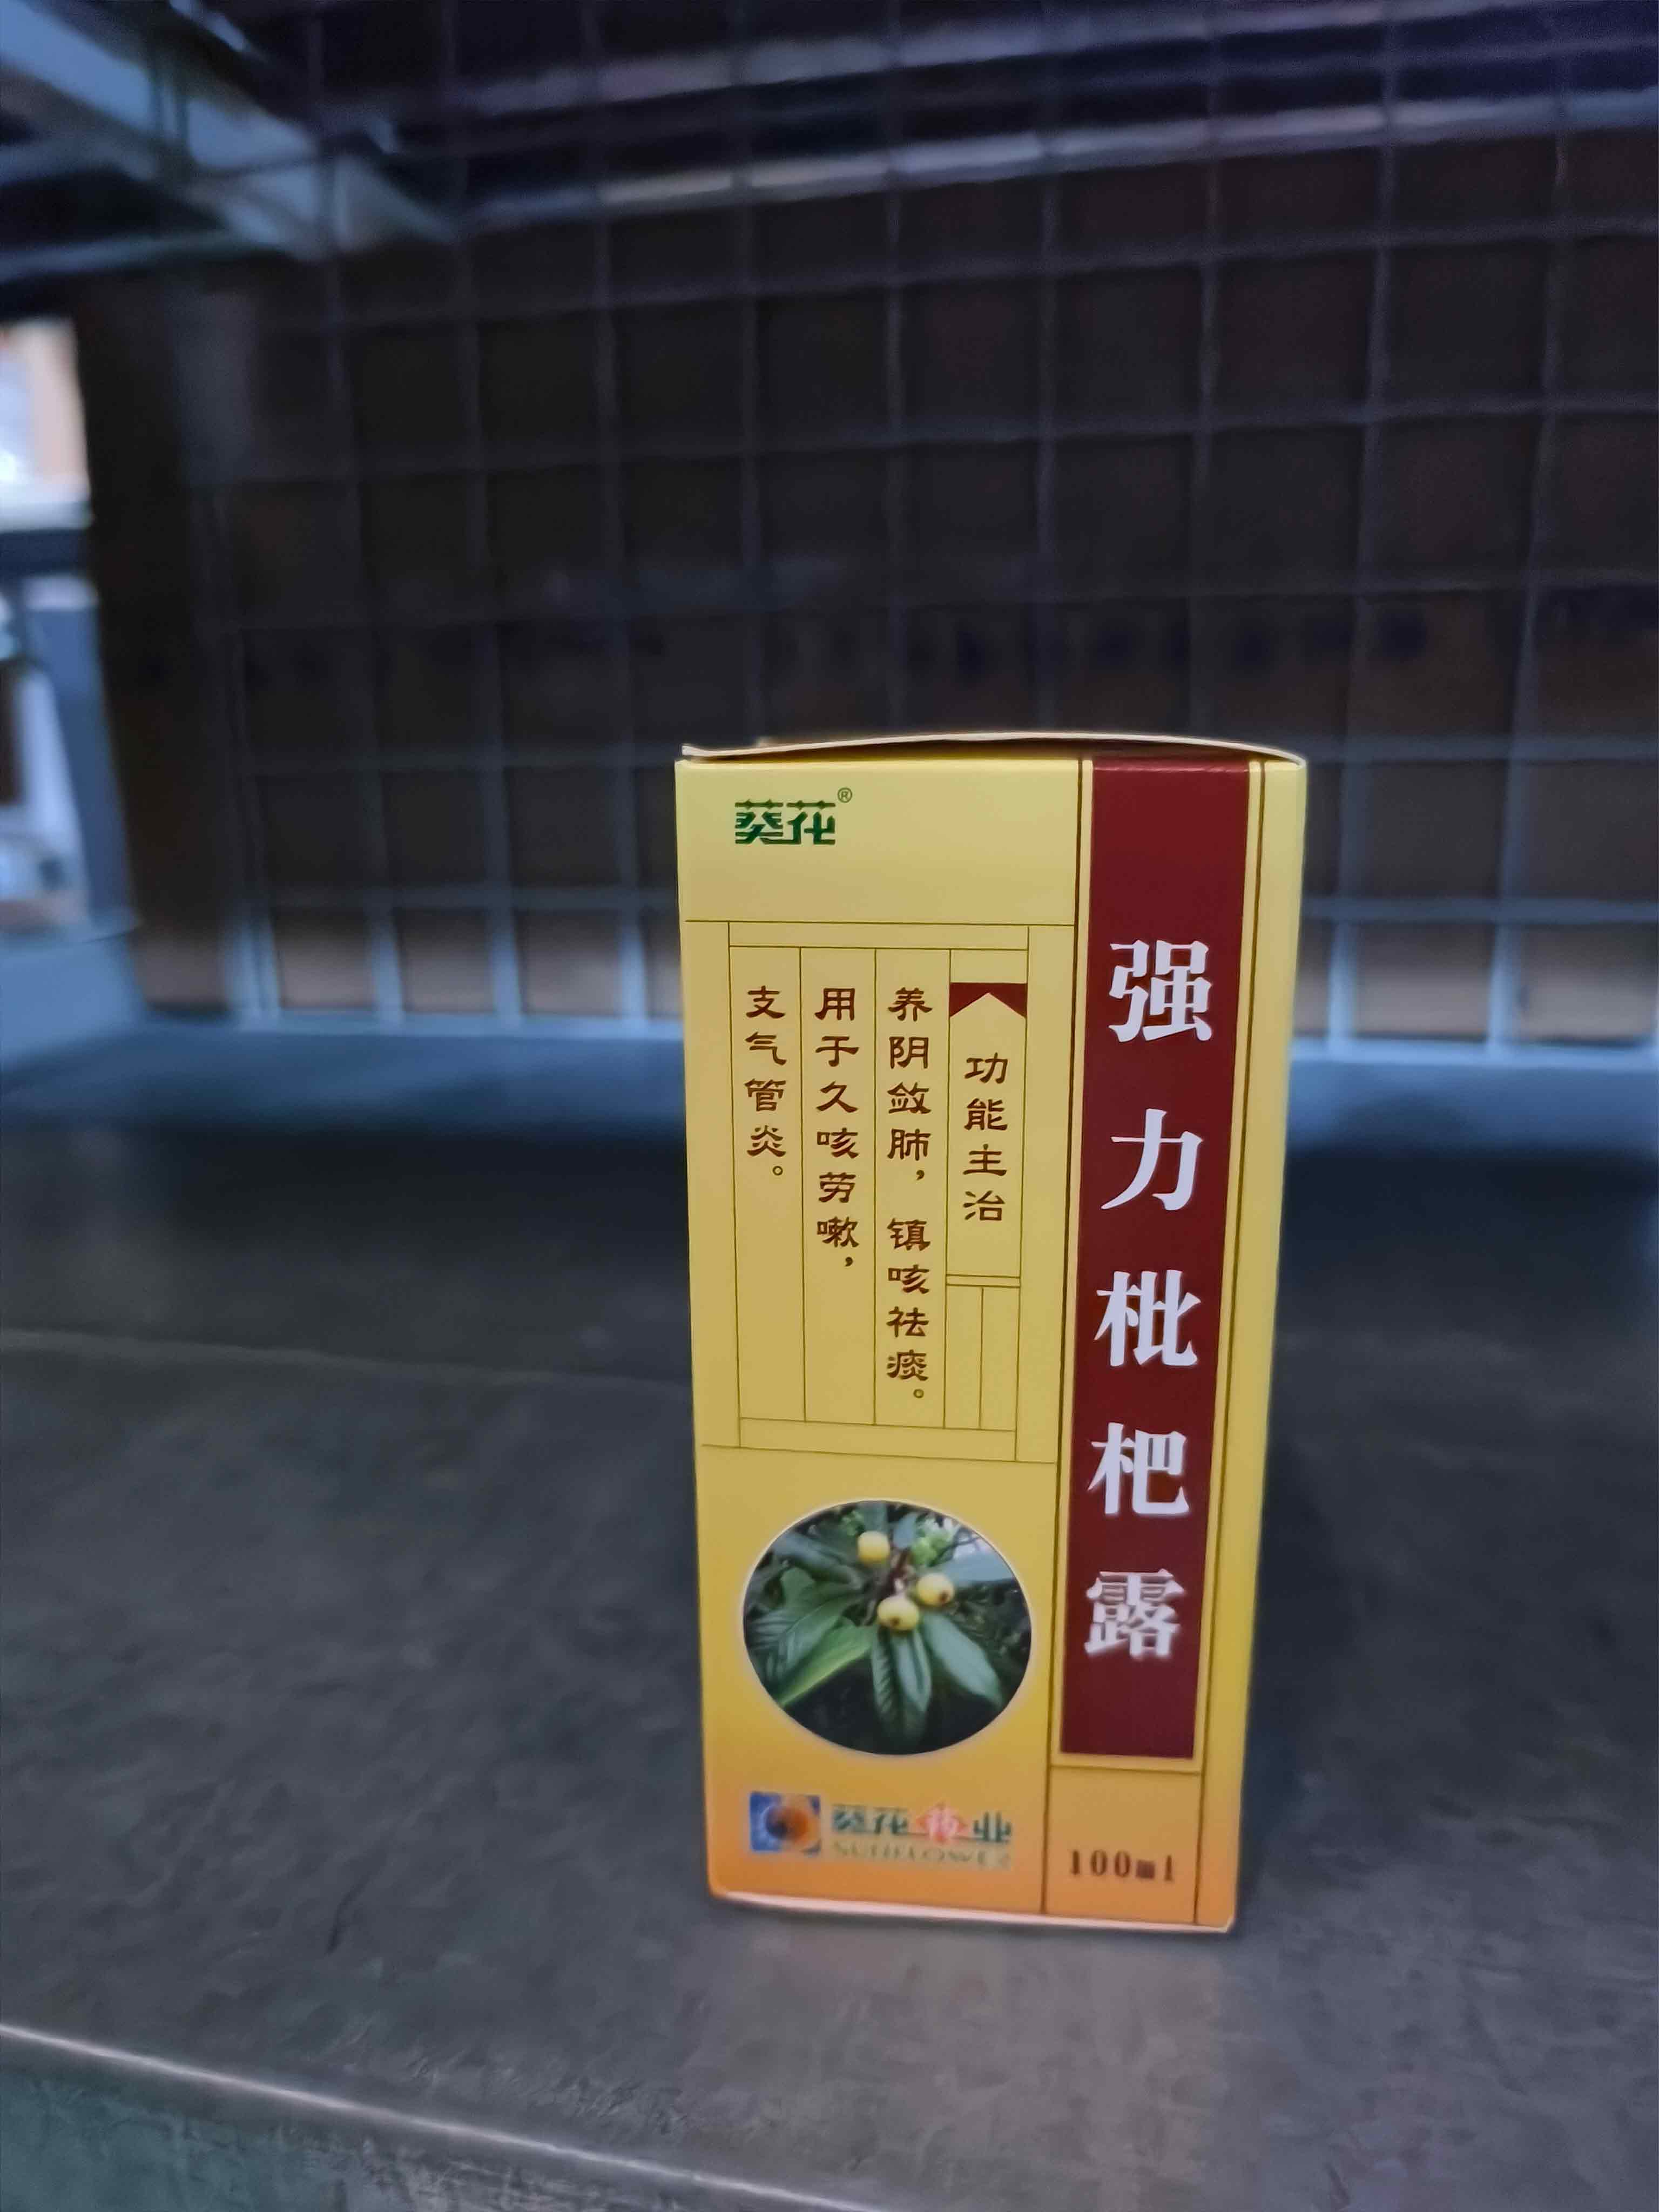 葵花®
强力枇杷露
功能主治
养阴敛肺，镇咳祛痰。
用于久咳劳嗽，
支气管炎。
葵花药业
SUNFLOWER
100ml